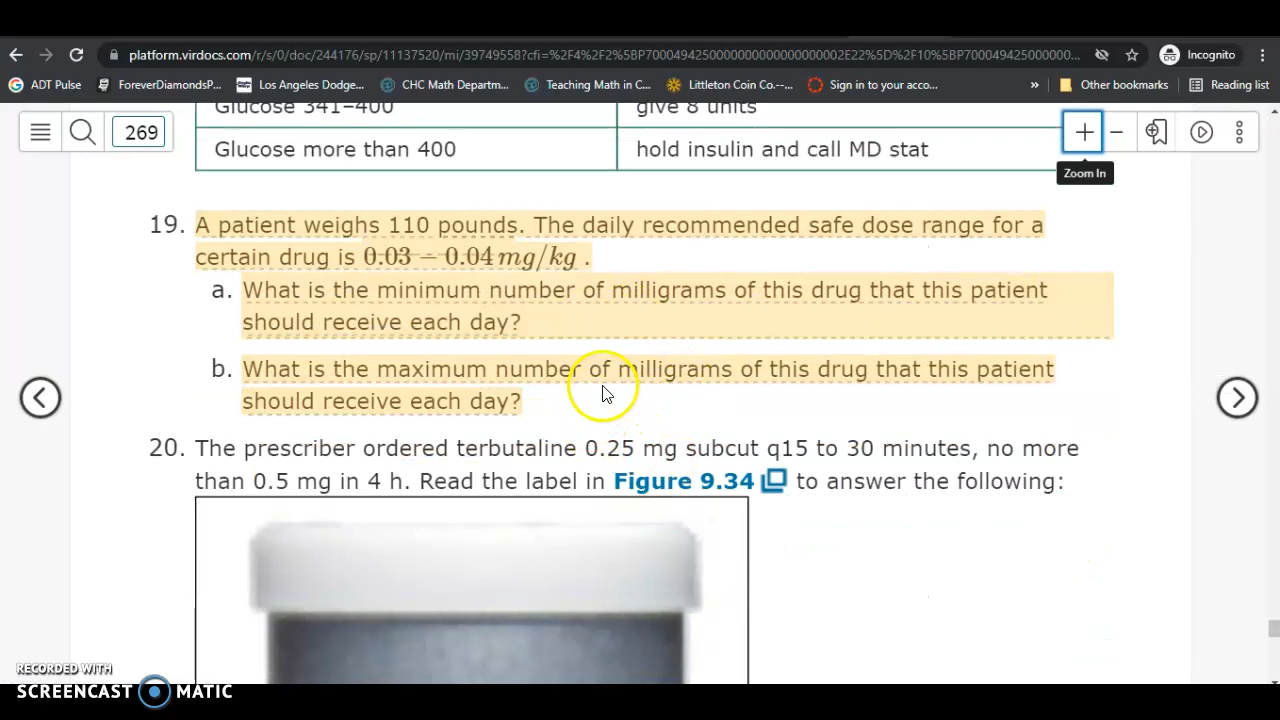 platform.virdocs.com/r/s/0/doc/244176/sp/11137520/mi/39749558?cfi=%2F4%2F2%5BP7000494250000000000000000002E22%5D%2F10%5BP700049425000000...
Incognito
ADT Pulse
ForeverDiamondsP...
Los Angeles Dodge...
CHC Math Departm...
Teaching Math in C...
Littleton Coin Co.--...
Sign in to your acco...
»
Other bookmarks
Reading list
269
Glucose 341–400 give 8 units
Glucose more than 400 hold insulin and call MD stat
Zoom In
19. A patient weighs 110 pounds. The daily recommended safe dose range for a
certain drug is 0.03 − 0.04 mg/kg .
a. What is the minimum number of milligrams of this drug that this patient
should receive each day?
b. What is the maximum number of milligrams of this drug that this patient
should receive each day?
20. The prescriber ordered terbutaline 0.25 mg subcut q15 to 30 minutes, no more
than 0.5 mg in 4 h. Read the label in Figure 9.34 to answer the following:
RECORDED WITH
SCREENCAST MATIC